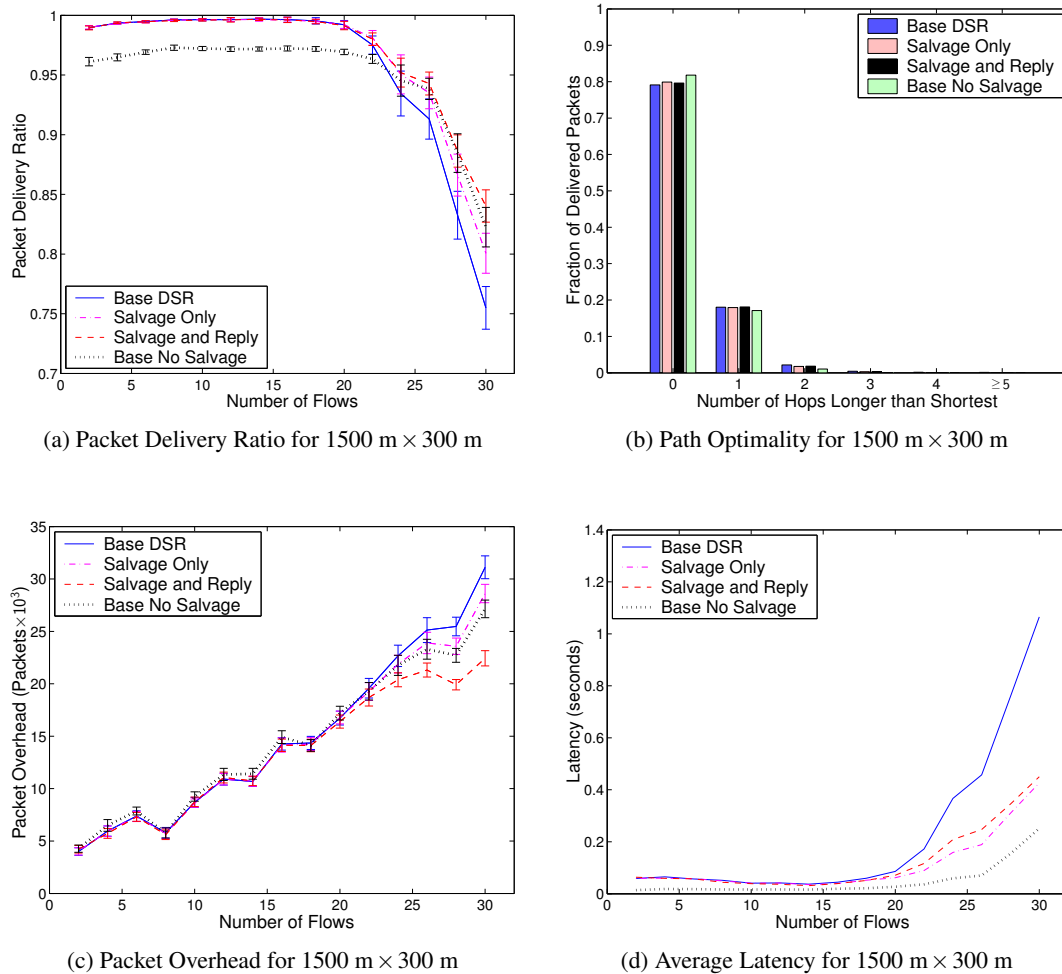 1
0.95
0.9
0.85
0.8
0.75
0.7
Packet Delivery Ratio
Base DSR
Salvage Only
Salvage and Reply
Base No Salvage
0 5 10 15 20 25 30
Number of Flows
(a) Packet Delivery Ratio for 1500 m × 300 m
1
0.9
0.8
0.7
0.6
0.5
0.4
0.3
0.2
0.1
0
Fraction of Delivered Packets
Base DSR
Salvage Only
Salvage and Reply
Base No Salvage
0 1 2 3 4 ≥5
Number of Hops Longer than Shortest
(b) Path Optimality for 1500 m × 300 m
35
30
25
20
15
10
5
0
Packet Overhead (Packets×10³)
Base DSR
Salvage Only
Salvage and Reply
Base No Salvage
0 5 10 15 20 25 30
Number of Flows
(c) Packet Overhead for 1500 m × 300 m
1.4
1.2
1
0.8
0.6
0.4
0.2
0
Latency (seconds)
Base DSR
Salvage Only
Salvage and Reply
Base No Salvage
0 5 10 15 20 25 30
Number of Flows
(d) Average Latency for 1500 m × 300 m